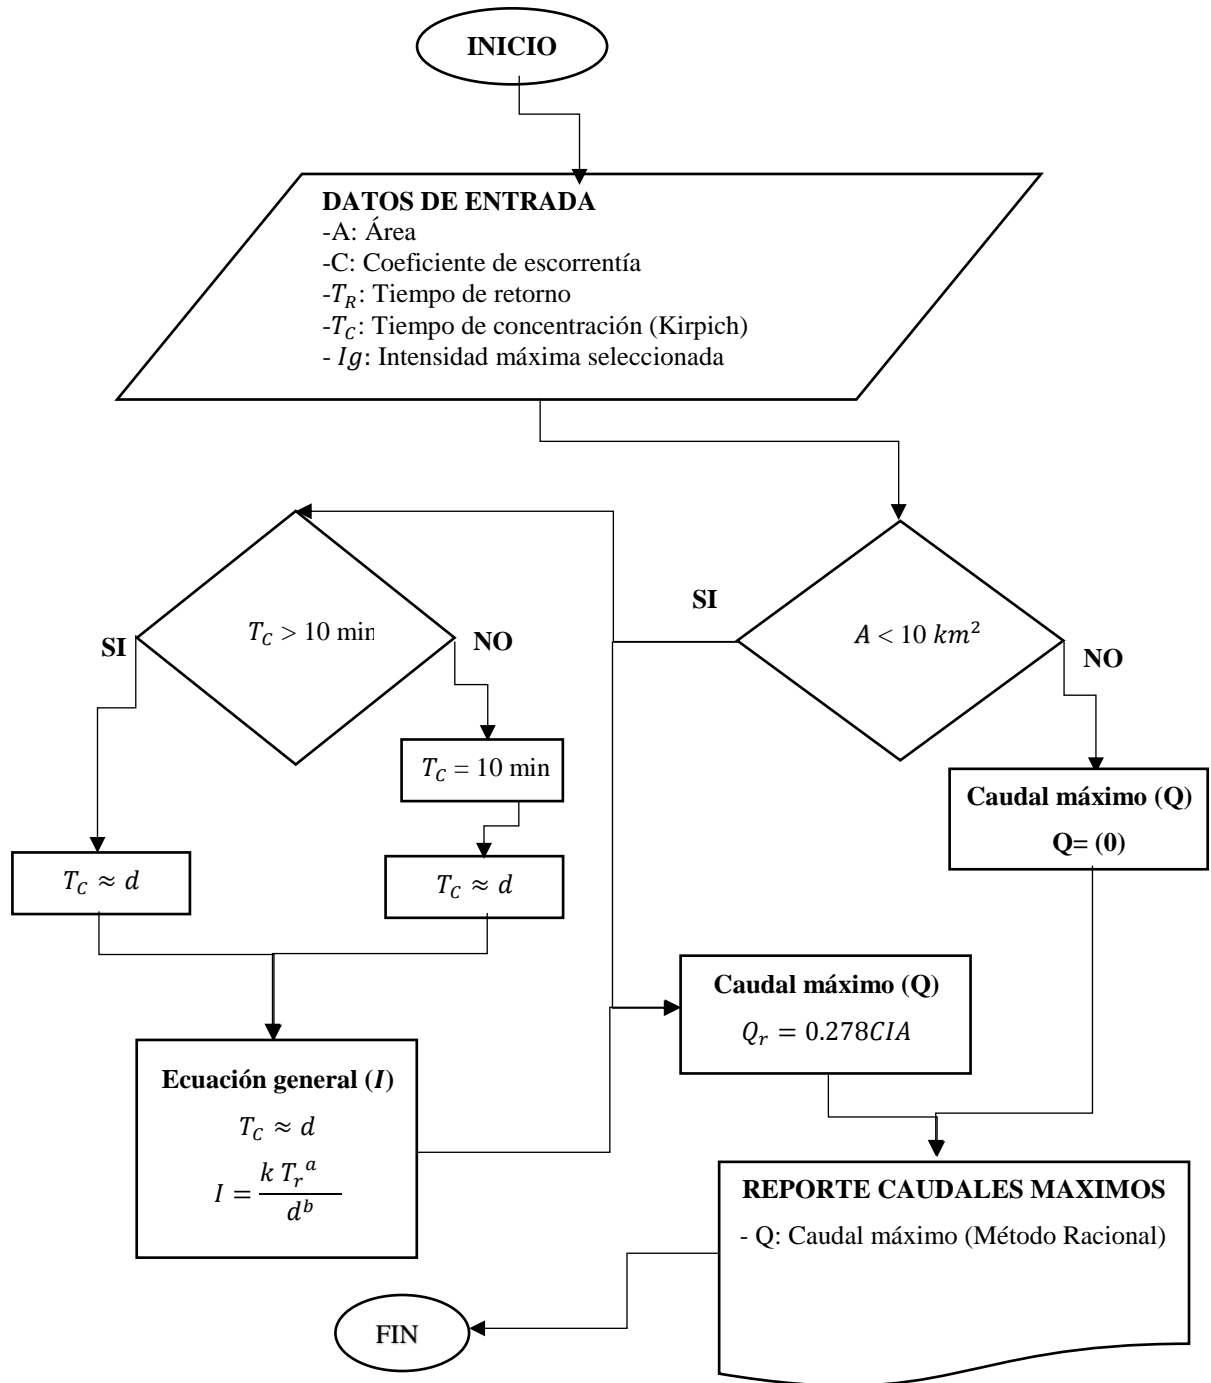 INICIO
DATOS DE ENTRADA
-A: Área
-C: Coeficiente de escorrentía
-T_R: Tiempo de retorno
-T_C: Tiempo de concentración (Kirpich)
- Ig: Intensidad máxima seleccionada
SI
T_C > 10 min
NO
SI
A < 10 km²
NO
T_C = 10 min
Caudal máximo (Q)
Q= (0)
T_C ≈ d
T_C ≈ d
Caudal máximo (Q)
Q_r = 0.278CIA
Ecuación general (I)
T_C ≈ d
I = k T_r^a / d^b
REPORTE CAUDALES MAXIMOS
- Q: Caudal máximo (Método Racional)
FIN